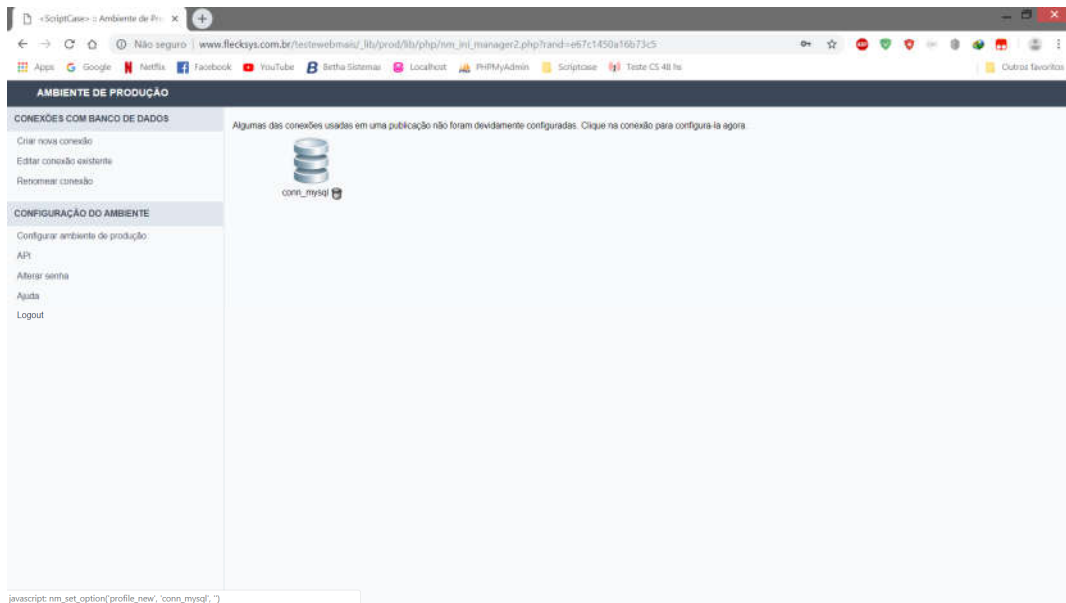 <ScriptCase> :: Ambiente de Pr
Não seguro | www.flecksys.com.br/testewebmais/_lib/prod/lib/php/nm_ini_manager2.php?rand=e67c1450a16b73c5
Apps Google Netflix Facebook YouTube Betha Sistemas Localhost PHPMyAdmin Scriptcase Teste CS 48 hs Outros favoritos
AMBIENTE DE PRODUÇÃO
CONEXÕES COM BANCO DE DADOS
Criar nova conexão
Editar conexão existente
Renomear conexão
CONFIGURAÇÃO DO AMBIENTE
Configurar ambiente de produção
API
Alterar senha
Ajuda
Logout
Algumas das conexões usadas em uma publicação não foram devidamente configuradas. Clique na conexão para configura-la agora.
conn_mysql
javascript: nm_set_option('profile_new', 'conn_mysql', '')